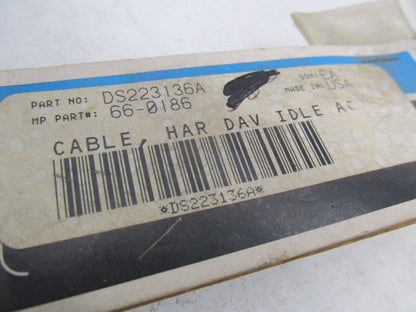 PART NO: DS223136A UOM: EA
MP PART#: 66-0186 MADE IN: USA
CABLE, HAR DAV IDLE AC
*DS223136A*